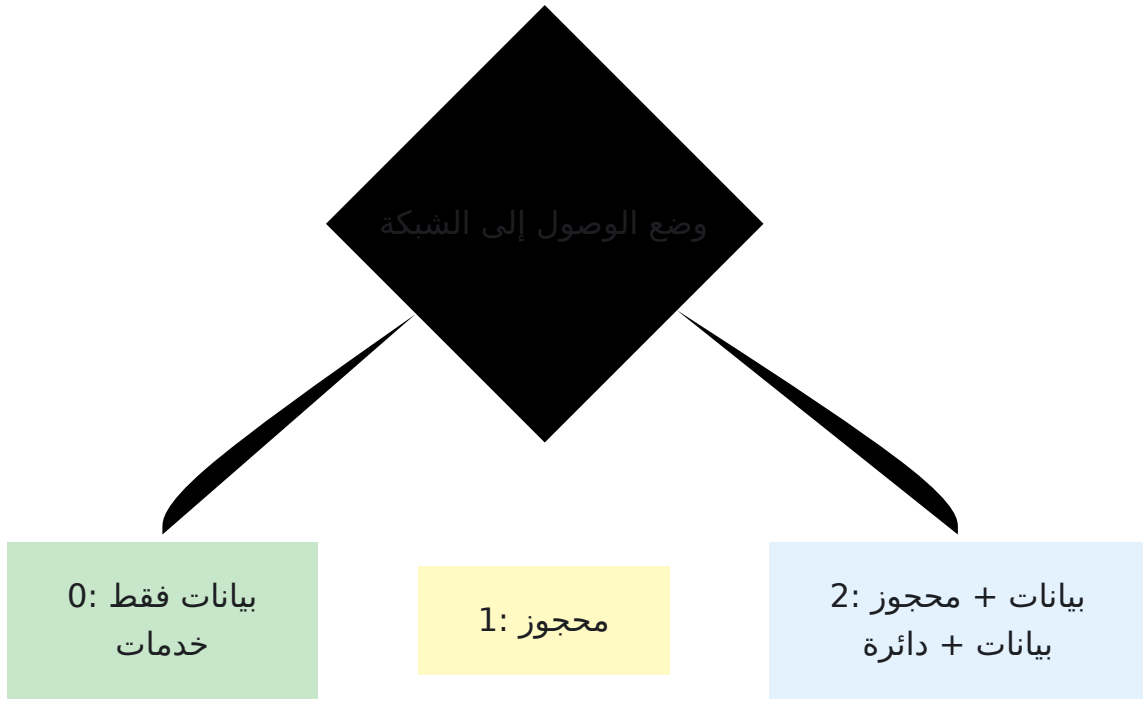 وضع الوصول إلى الشبكة
0: بيانات فقط
خدمات
1: محجوز
2: بيانات + محجوز
بيانات + دائرة